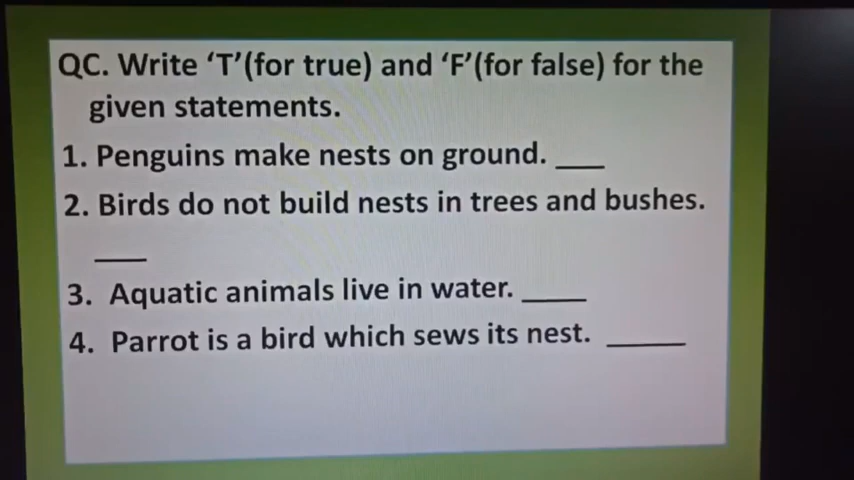 QC. Write ‘T’(for true) and ‘F’(for false) for the
given statements.
1. Penguins make nests on ground. ___
2. Birds do not build nests in trees and bushes.
___
3. Aquatic animals live in water. ____
4. Parrot is a bird which sews its nest. _____